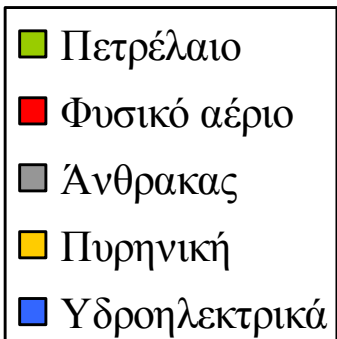 Πετρέλαιο
Φυσικό αέριο
Άνθρακας
Πυρηνική
Υδροηλεκτρικά